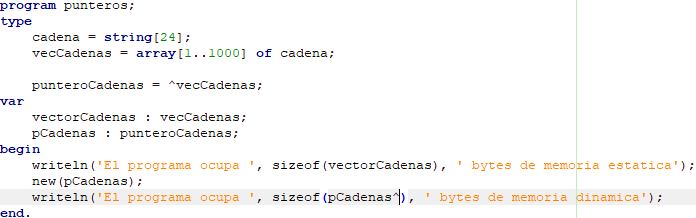 program punteros;
type
    cadena = string[24];
    vecCadenas = array[1..1000] of cadena;

    punteroCadenas = ^vecCadenas;
var
    vectorCadenas : vecCadenas;
    pCadenas : punteroCadenas;
begin
    writeln('El programa ocupa ', sizeof(vectorCadenas), ' bytes de memoria estatica');
    new(pCadenas);
    writeln('El programa ocupa ', sizeof(pCadenas^), ' bytes de memoria dinamica');
end.